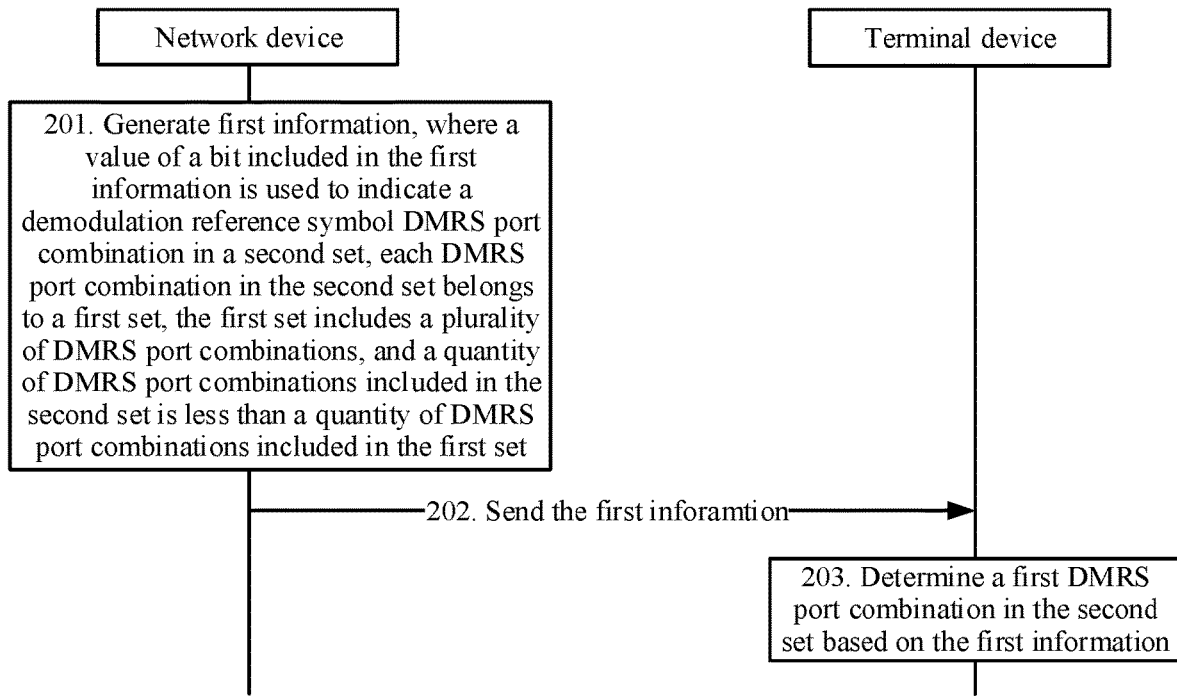 Network device
Terminal device
201. Generate first information, where a
value of a bit included in the first
information is used to indicate a
demodulation reference symbol DMRS port
combination in a second set, each DMRS
port combination in the second set belongs
to a first set, the first set includes a plurality
of DMRS port combinations, and a quantity
of DMRS port combinations included in the
second set is less than a quantity of DMRS
port combinations included in the first set
202. Send the first inforamtion
203. Determine a first DMRS
port combination in the second
set based on the first information